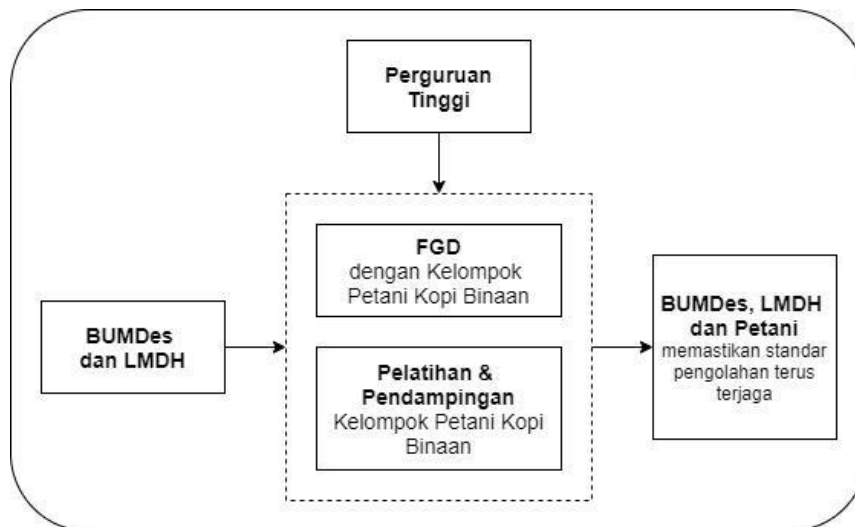 Perguruan
Tinggi
FGD
dengan Kelompok
Petani Kopi Binaan
BUMDes
dan LMDH
Pelatihan &
Pendampingan
Kelompok Petani Kopi
Binaan
BUMDes, LMDH
dan Petani
memastikan standar
pengolahan terus
terjaga